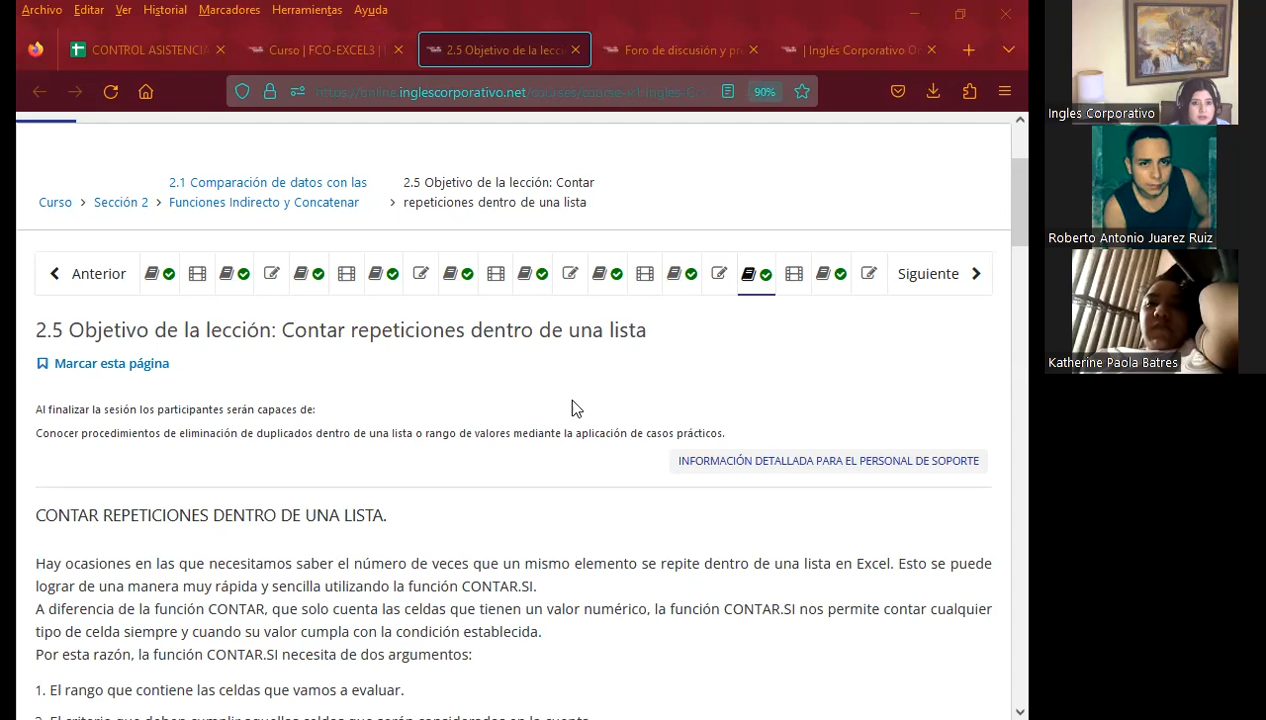 Archivo Editar Ver Historial Marcadores Herramientas Ayuda
CONTROL ASISTENCIA
Curso | FCO-EXCEL3 |
2.5 Objetivo de la lecci
Foro de discusión y pr
| Inglés Corporativo On
90%
Curso
Sección 2
2.1 Comparación de datos con las
Funciones Indirecto y Concatenar
2.5 Objetivo de la lección: Contar
repeticiones dentro de una lista
Anterior
Siguiente
2.5 Objetivo de la lección: Contar repeticiones dentro de una lista
Marcar esta página
Al finalizar la sesión los participantes serán capaces de:
Conocer procedimientos de eliminación de duplicados dentro de una lista o rango de valores mediante la aplicación de casos prácticos.
INFORMACIÓN DETALLADA PARA EL PERSONAL DE SOPORTE
CONTAR REPETICIONES DENTRO DE UNA LISTA.
Hay ocasiones en las que necesitamos saber el número de veces que un mismo elemento se repite dentro de una lista en Excel. Esto se puede
lograr de una manera muy rápida y sencilla utilizando la función CONTAR.SI.
A diferencia de la función CONTAR, que solo cuenta las celdas que tienen un valor numérico, la función CONTAR.SI nos permite contar cualquier
tipo de celda siempre y cuando su valor cumpla con la condición establecida.
Por esta razón, la función CONTAR.SI necesita de dos argumentos:
1. El rango que contiene las celdas que vamos a evaluar.
Ingles Corporativo
Roberto Antonio Juarez Ruiz
Katherine Paola Batres